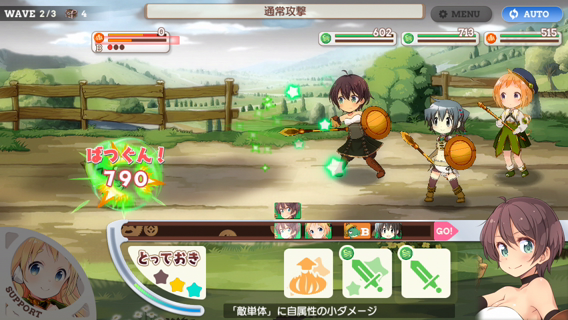 WAVE 2/3 4
通常攻撃
MENU
AUTO
0
B
602
713
515
ばつぐん!
790
B
GO!
とっておき
SUPPORT
「敵単体」に自属性の小ダメージ